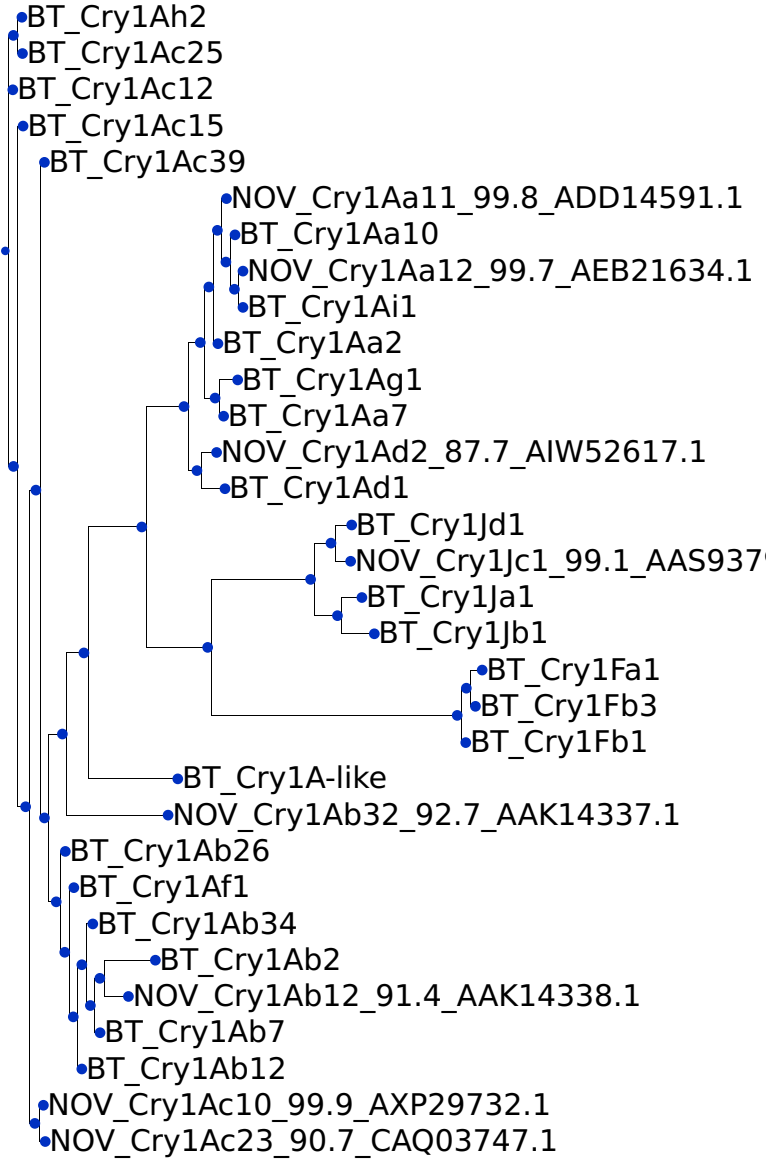 BT_Cry1Ah2
BT_Cry1Ac25
BT_Cry1Ac12
BT_Cry1Ac15
BT_Cry1Ac39
NOV_Cry1Aa11_99.8_ADD14591.1
BT_Cry1Aa10
NOV_Cry1Aa12_99.7_AEB21634.1
BT_Cry1Ai1
BT_Cry1Aa2
BT_Cry1Ag1
BT_Cry1Aa7
NOV_Cry1Ad2_87.7_AIW52617.1
BT_Cry1Ad1
BT_Cry1Jd1
NOV_Cry1Jc1_99.1_AAS9379
BT_Cry1Ja1
BT_Cry1Jb1
BT_Cry1Fa1
BT_Cry1Fb3
BT_Cry1Fb1
BT_Cry1A-like
NOV_Cry1Ab32_92.7_AAK14337.1
BT_Cry1Ab26
BT_Cry1Af1
BT_Cry1Ab34
BT_Cry1Ab2
NOV_Cry1Ab12_91.4_AAK14338.1
BT_Cry1Ab7
BT_Cry1Ab12
NOV_Cry1Ac10_99.9_AXP29732.1
NOV_Cry1Ac23_90.7_CAQ03747.1